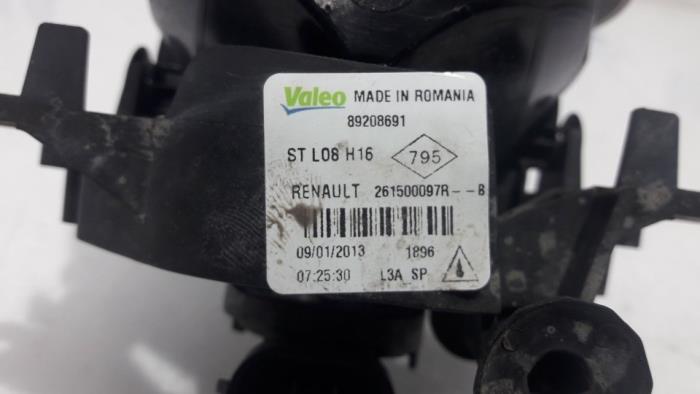 Valeo MADE IN ROMANIA
89208691
ST L08 H16 795
RENAULT 261500097R--B
09/01/2013 1896
07:25:30 L3A SP